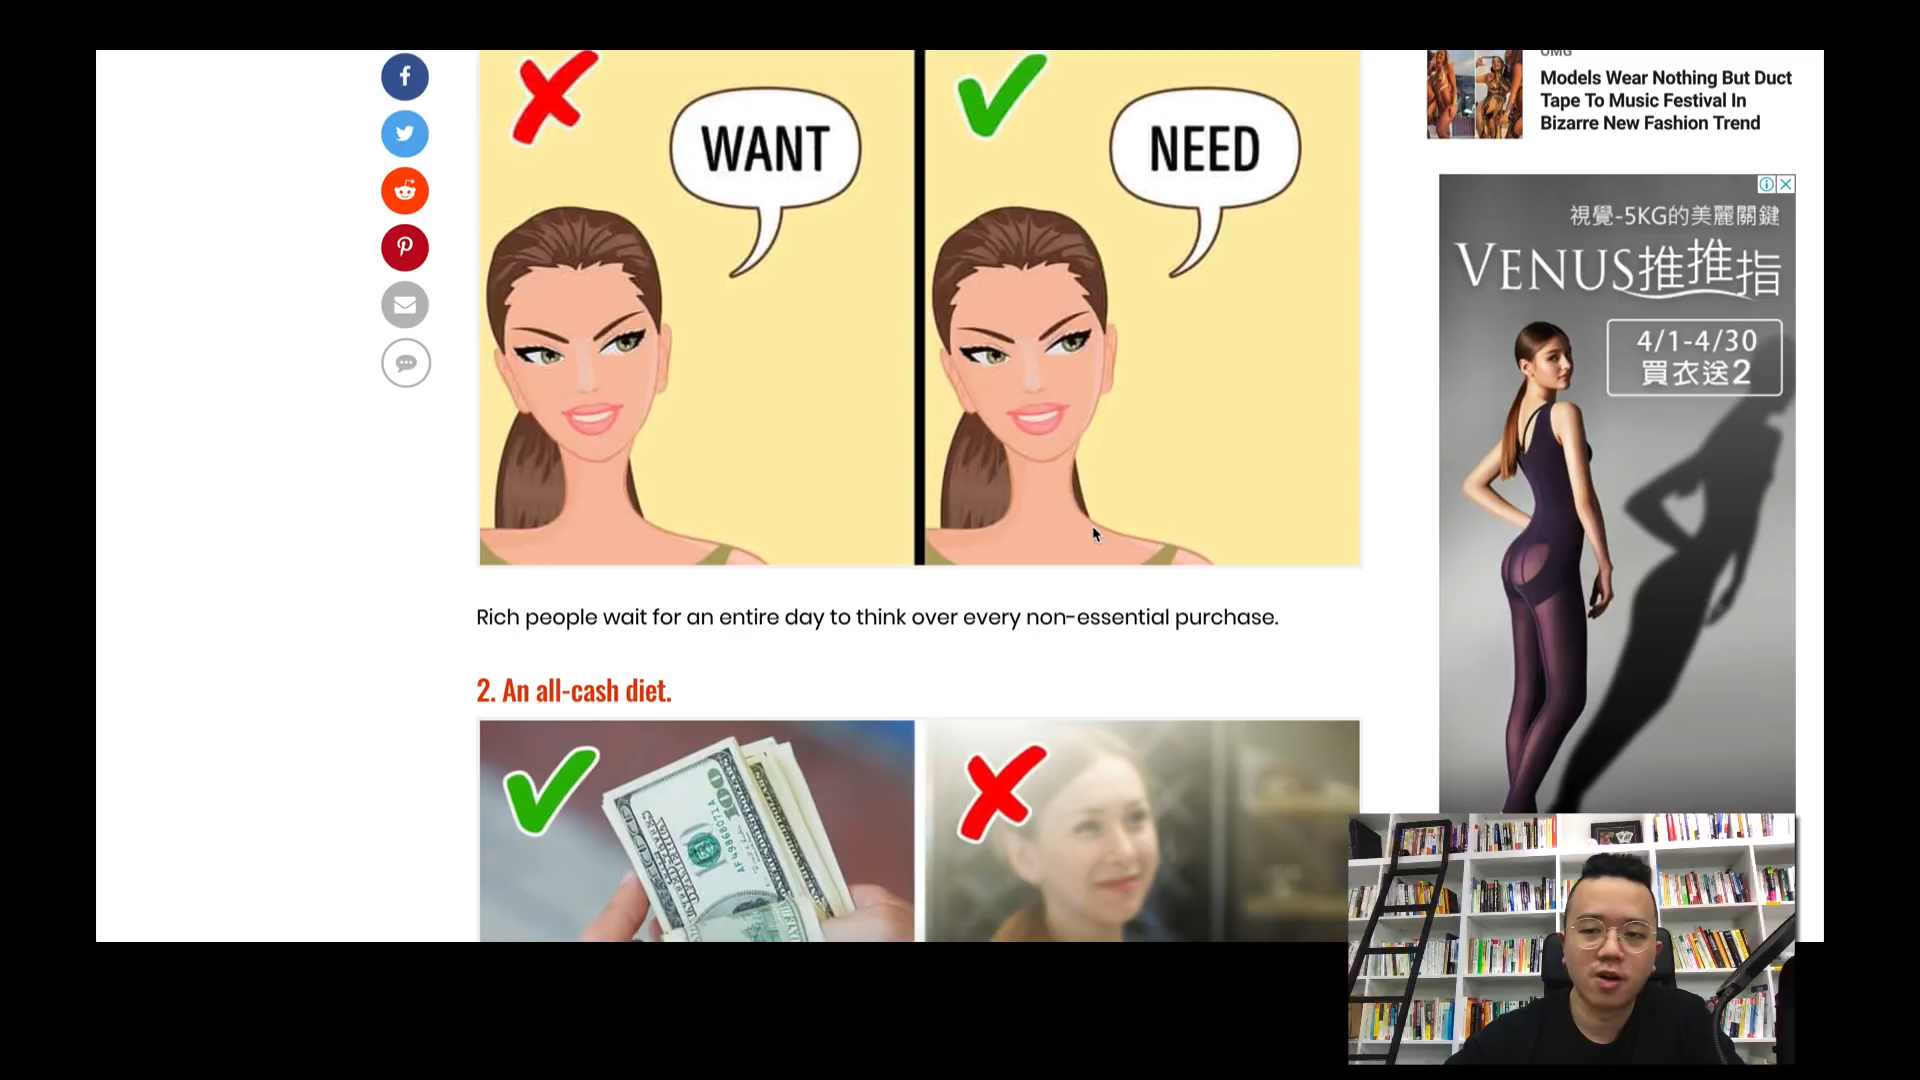 WANT
NEED
Rich people wait for an entire day to think over every non-essential purchase.
2. An all-cash diet.
OMG
Models Wear Nothing But Duct
Tape To Music Festival In
Bizarre New Fashion Trend
視覺-5KG的美麗關鍵
VENUS推推指
4/1-4/30
買衣送2
100
AF49868071A